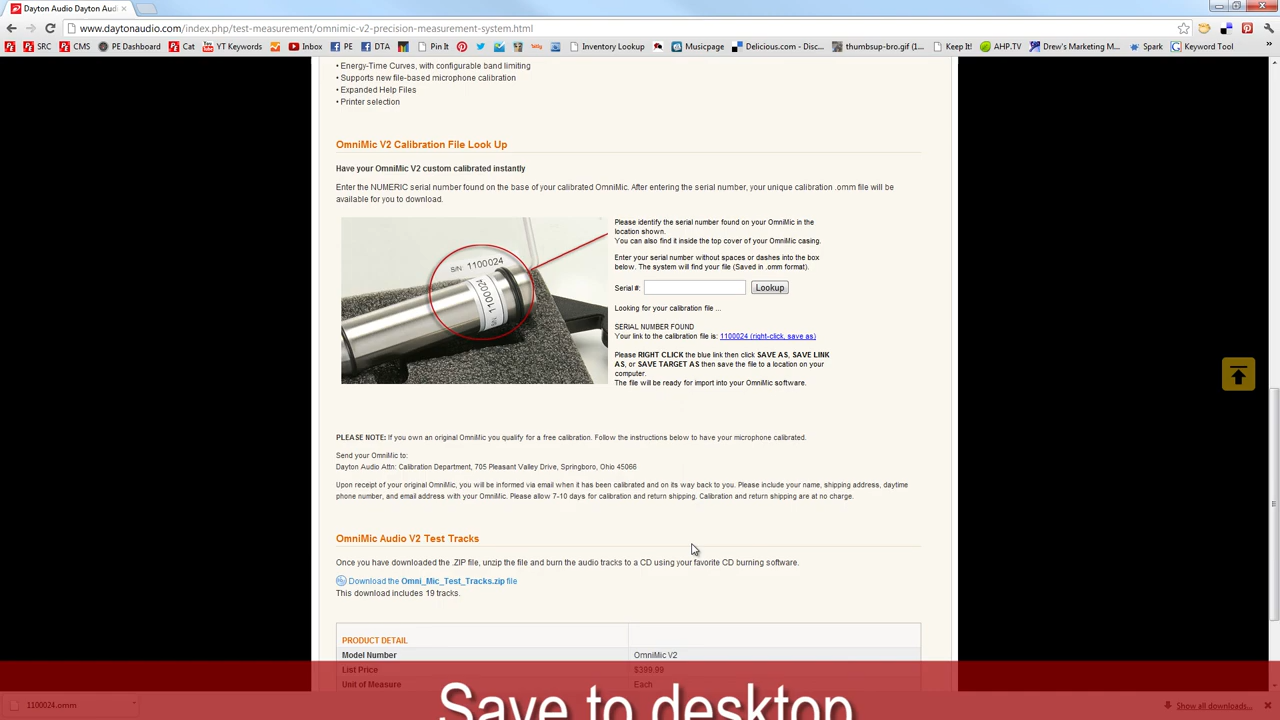 Dayton Audio Dayton Audi
www.daytonaudio.com/index.php/test-measurement/omnimic-v2-precision-measurement-system.html
SRC CMS PE Dashboard Cat YT Keywords Inbox PE DTA Pin It Inventory Lookup Musicpage Delicious.com - Disc... thumbsup-bro.gif (1 m... Keep It! AHP.TV Drew's Marketing M... Spark Keyword Tool
• Energy-Time Curves, with configurable band limiting
• Supports new file-based microphone calibration
• Expanded Help Files
• Printer selection
OmniMic V2 Calibration File Look Up
Have your OmniMic V2 custom calibrated instantly
Enter the NUMERIC serial number found on the base of your calibrated OmniMic. After entering the serial number, your unique calibration .omm file will be
available for you to download.
Please identify the serial number found on your OmniMic in the
location shown.
You can also find it inside the top cover of your OmniMic casing.
Enter your serial number without spaces or dashes into the box
below. The system will find your file (Saved in .omm format).
S/N 1100024
S/N 1100024
Serial #: Lookup
Looking for your calibration file ...
SERIAL NUMBER FOUND
Your link to the calibration file is: 1100024 (right-click, save as)
Please RIGHT CLICK the blue link then click SAVE AS, SAVE LINK
AS, or SAVE TARGET AS then save the file to a location on your
computer.
The file will be ready for import into your OmniMic software.
PLEASE NOTE: If you own an original OmniMic you qualify for a free calibration. Follow the instructions below to have your microphone calibrated.
Send your OmniMic to:
Dayton Audio Attn: Calibration Department, 705 Pleasant Valley Drive, Springboro, Ohio 45066
Upon receipt of your original OmniMic, you will be informed via email when it has been calibrated and on its way back to you. Please include your name, shipping address, daytime
phone number, and email address with your OmniMic. Please allow 7-10 days for calibration and return shipping. Calibration and return shipping are at no charge.
OmniMic Audio V2 Test Tracks
Once you have downloaded the .ZIP file, unzip the file and burn the audio tracks to a CD using your favorite CD burning software.
Download the Omni_Mic_Test_Tracks.zip file
This download includes 19 tracks.
PRODUCT DETAIL
Model Number OmniMic V2
List Price $399.99
Unit of Measure Each
Save to desktop
1100024.omm Show all downloads...